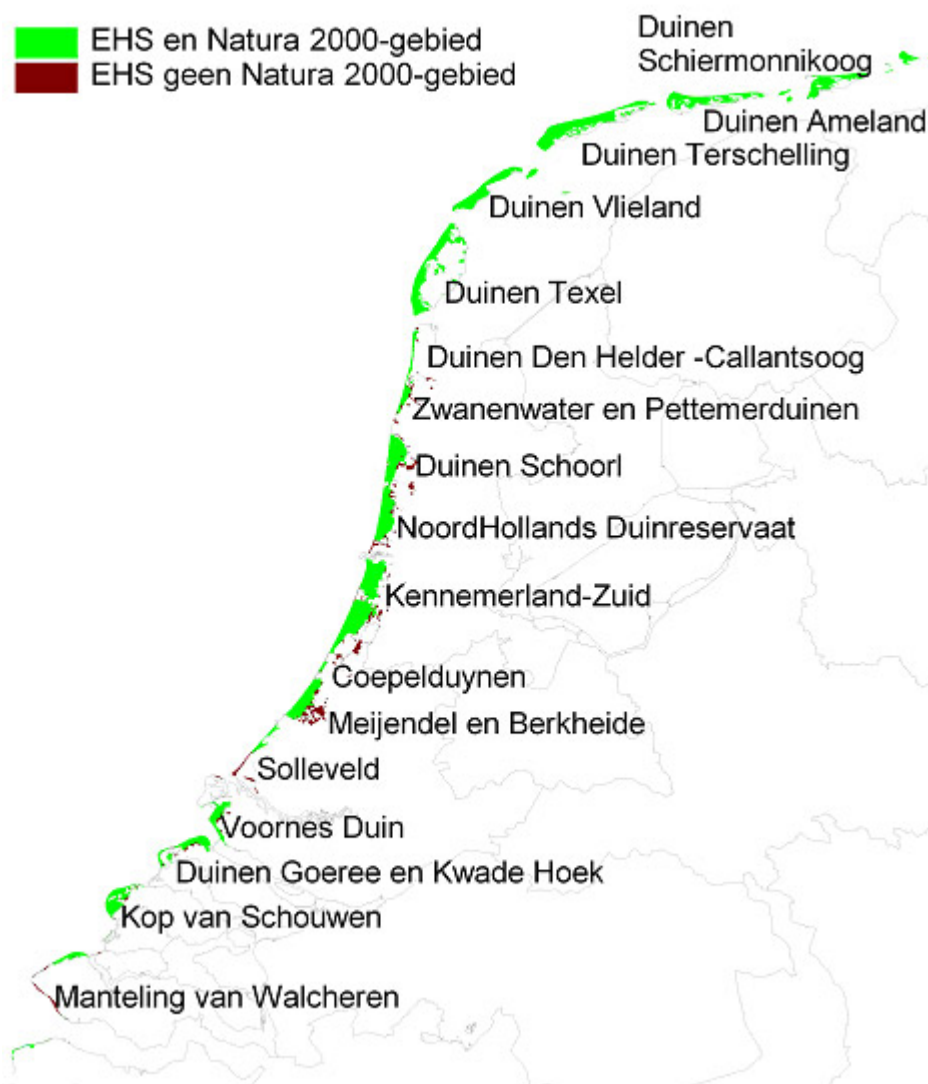 EHS en Natura 2000-gebied
EHS geen Natura 2000-gebied
Duinen
Schiermonnikoog
Duinen Ameland
Duinen Terschelling
Duinen Vlieland
Duinen Texel
Duinen Den Helder -Callantsoog
Zwanenwater en Pettemerduinen
Duinen Schoorl
NoordHollands Duinreservaat
Kennemerland-Zuid
Coepelduynen
Meijendel en Berkheide
Solleveld
Voornes Duin
Duinen Goeree en Kwade Hoek
Kop van Schouwen
Manteling van Walcheren